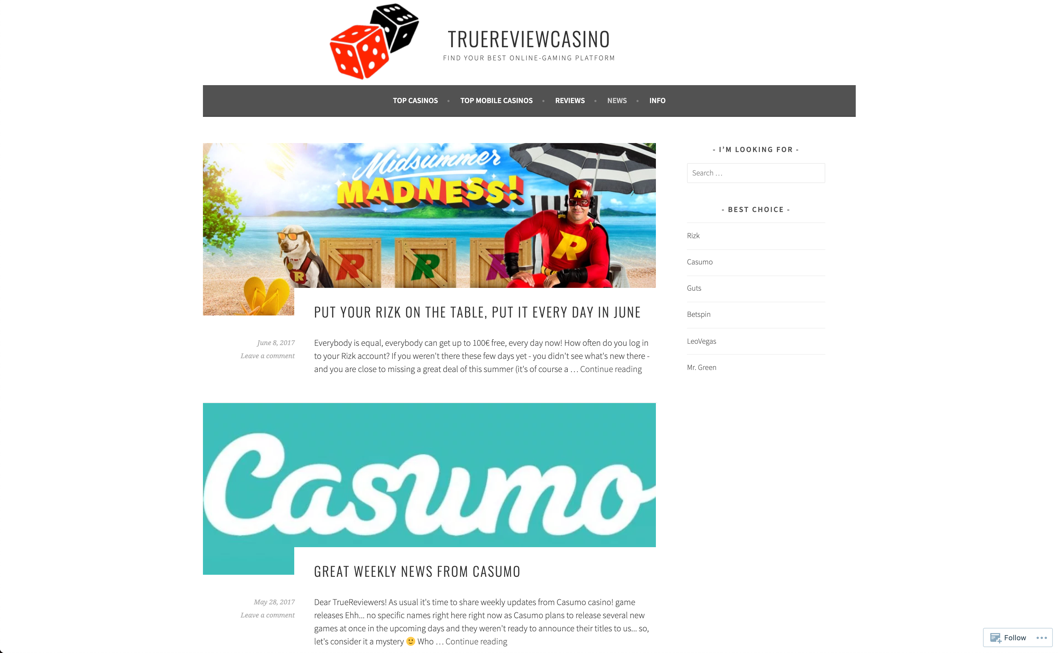 TRUEREVIEWCASINO
FIND YOUR BEST ONLINE-GAMING PLATFORM
TOP CASINOS
TOP MOBILE CASINOS
REVIEWS
NEWS
INFO
Midsummer
MADNESS!
R
R
R
R
R
R
PUT YOUR RIZK ON THE TABLE, PUT IT EVERY DAY IN JUNE
June 8, 2017
Leave a comment
Everybody is equal, everybody can get up to 100€ free, every day now! How often do you log in
to your Rizk account? If you weren't there these few days yet - you didn't see what's new there -
and you are close to missing a great deal of this summer (it's of course a … Continue reading
Casumo
GREAT WEEKLY NEWS FROM CASUMO
May 28, 2017
Leave a comment
Dear TrueReviewers! As usual it's time to share weekly updates from Casumo casino! game
releases Ehh... no specific names right here right now as Casumo plans to release several new
games at once in the upcoming days and they weren't ready to announce their titles to us... so,
let's consider it a mystery 🙂 Who … Continue reading
- I'M LOOKING FOR -
Search …
- BEST CHOICE -
Rizk
Casumo
Guts
Betspin
LeoVegas
Mr. Green
Follow